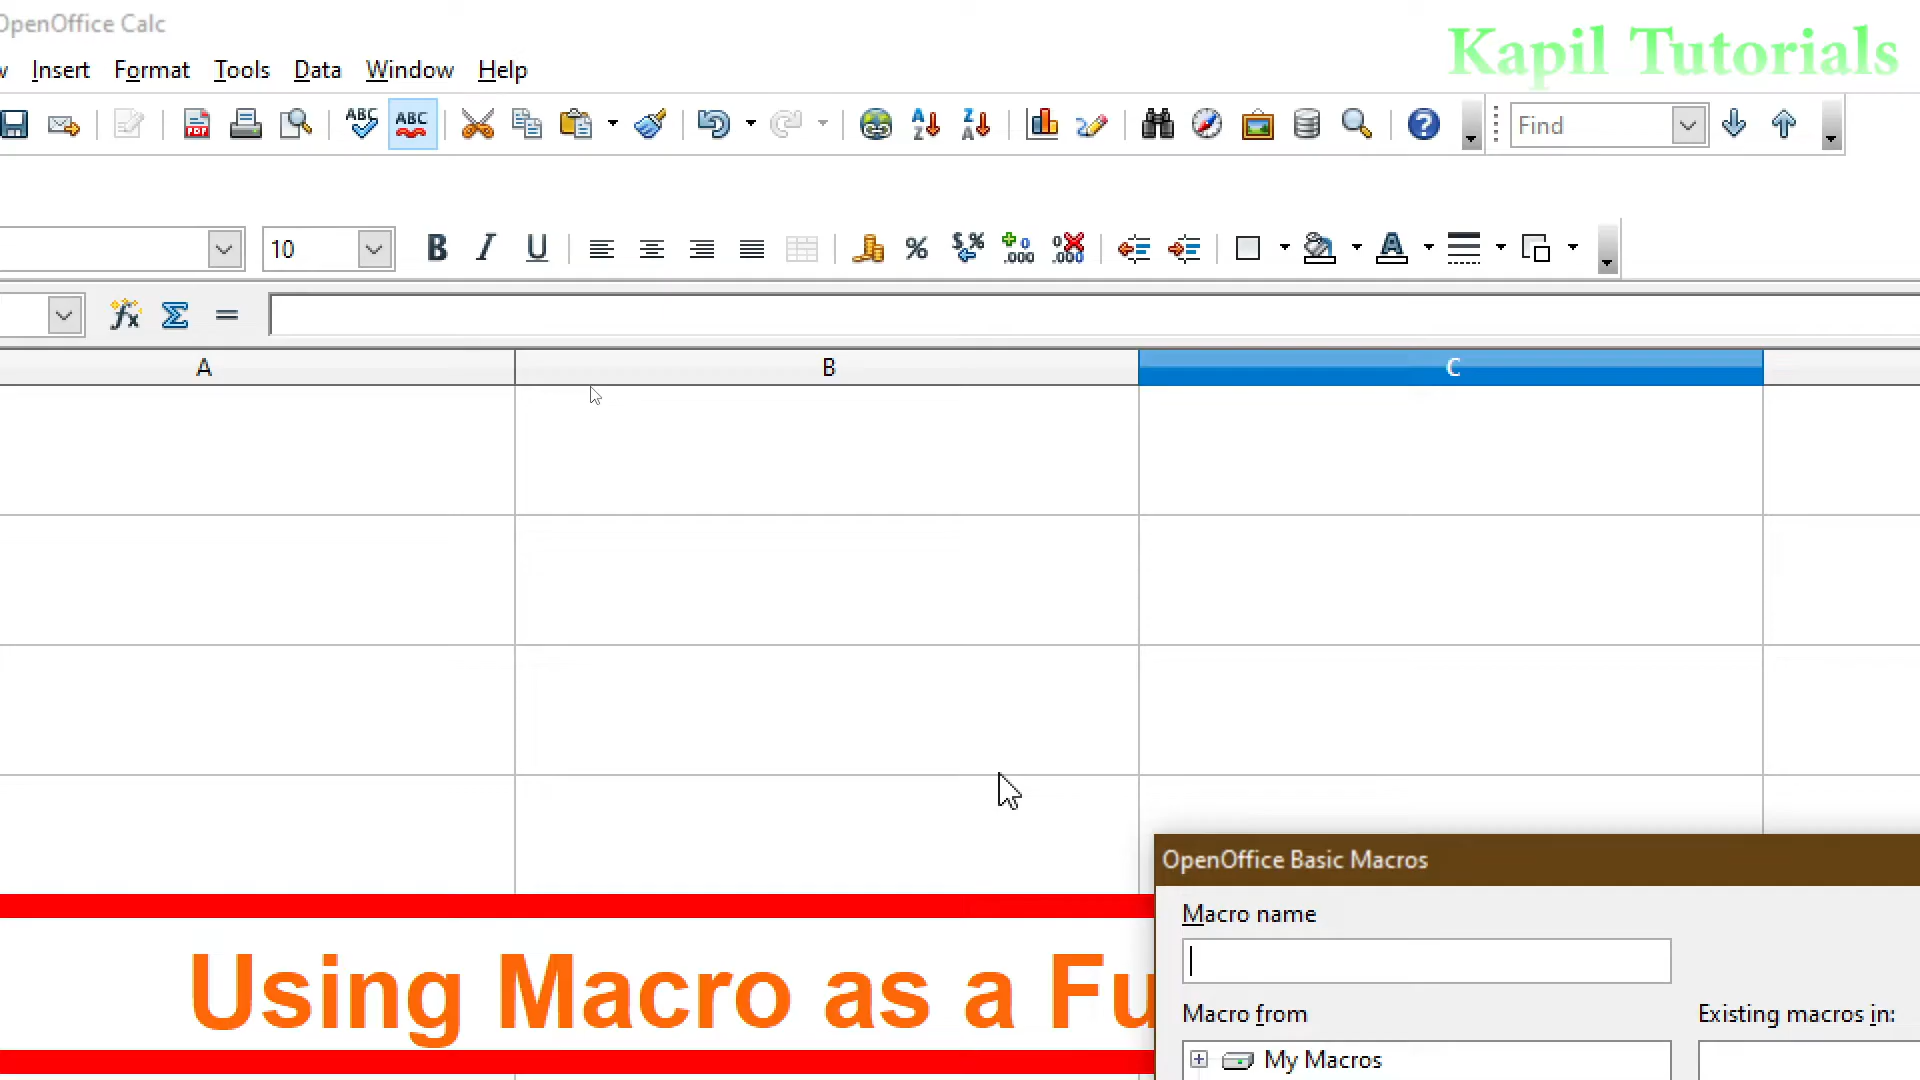 OpenOffice Calc
Kapil Tutorials
Insert Format Tools Data Window Help
Find
10
A B C
OpenOffice Basic Macros
Macro name
Using Macro as a Fu
Macro from
Existing macros in:
My Macros